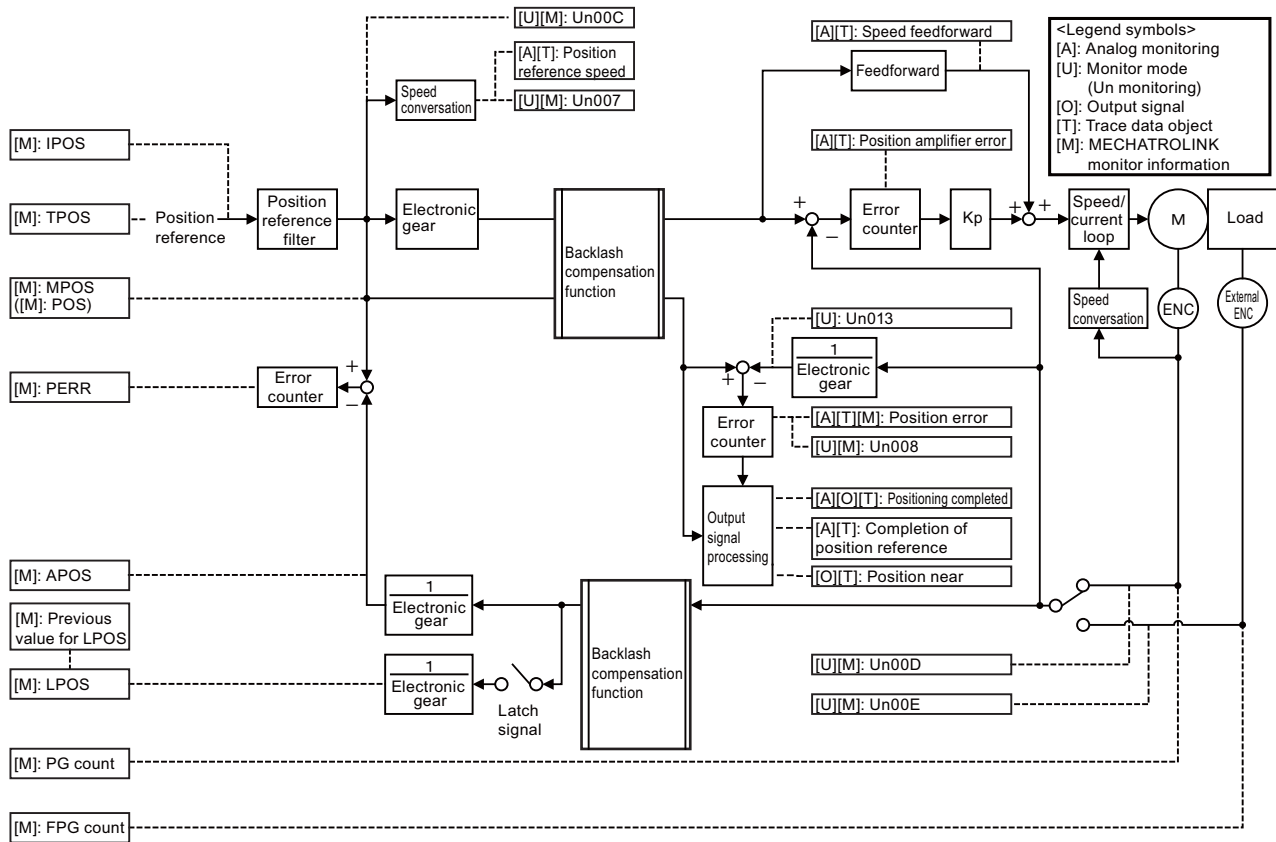 [U][M]: Un00C
[A][T]: Position
reference speed
[U][M]: Un007
Speed
conversation
[A][T]: Speed feedforward
Feedforward
[A][T]: Position amplifier error
<Legend symbols>
[A]: Analog monitoring
[U]: Monitor mode
(Un monitoring)
[O]: Output signal
[T]: Trace data object
[M]: MECHATROLINK
monitor information
[M]: IPOS
[M]: TPOS
Position
reference
Position
reference
filter
Electronic
gear
Backlash
compensation
function
+
−
Error
counter
Kp
+
+
Speed/
current
loop
M
Load
[M]: MPOS
([M]: POS)
Speed
conversation
ENC
External
ENC
[U]: Un013
1
Electronic
gear
+
−
[M]: PERR
Error
counter
+
−
Error
counter
[A][T][M]: Position error
[U][M]: Un008
Output
signal
processing
[A][O][T]: Positioning completed
[A][T]: Completion of
position reference
[O][T]: Position near
[M]: APOS
1
Electronic
gear
[M]: Previous
value for LPOS
[M]: LPOS
1
Electronic
gear
Latch
signal
Backlash
compensation
function
[U][M]: Un00D
[U][M]: Un00E
[M]: PG count
[M]: FPG count